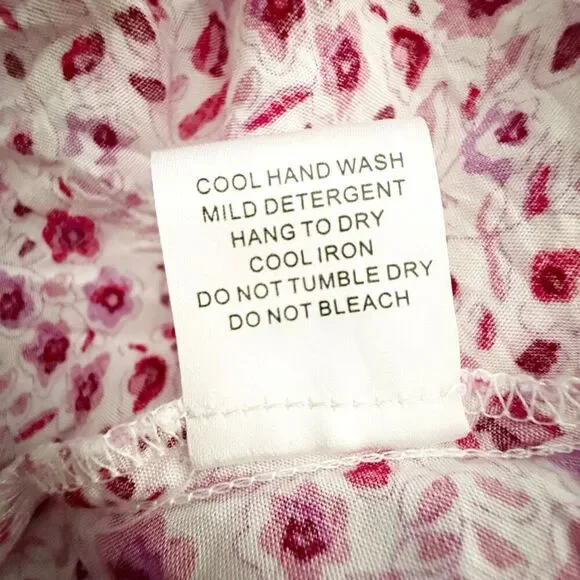 COOL HAND WASH
MILD DETERGENT
HANG TO DRY
COOL IRON
DO NOT TUMBLE DRY
DO NOT BLEACH